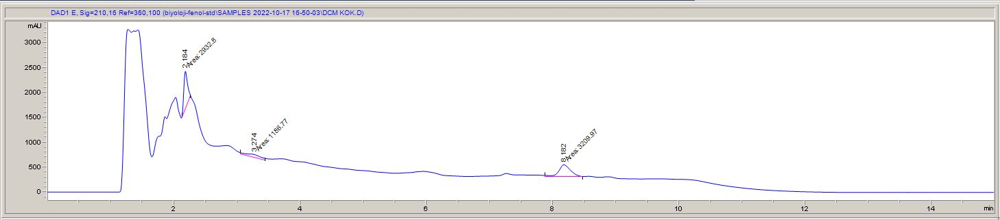 DAD1 E, Sig=210,16 Ref=360,100 (biyoloji-fenol-std\SAMPLES 2022-10-17 16-50-03\DCM KOK.D)
mAU
3000
2500
2000
1500
1000
500
0
2.184
Area: 2932.8
3.274
Area: 1186.77
8.182
Area: 3209.97
2 4 6 8 10 12 14 min